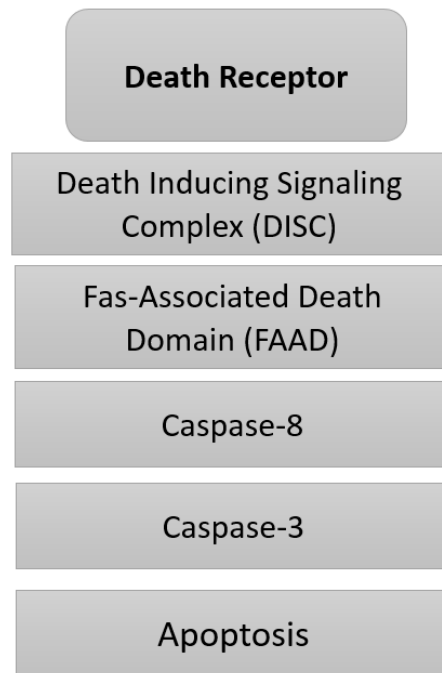 Death Receptor
Death Inducing Signaling
Complex (DISC)
Fas-Associated Death
Domain (FAAD)
Caspase-8
Caspase-3
Apoptosis